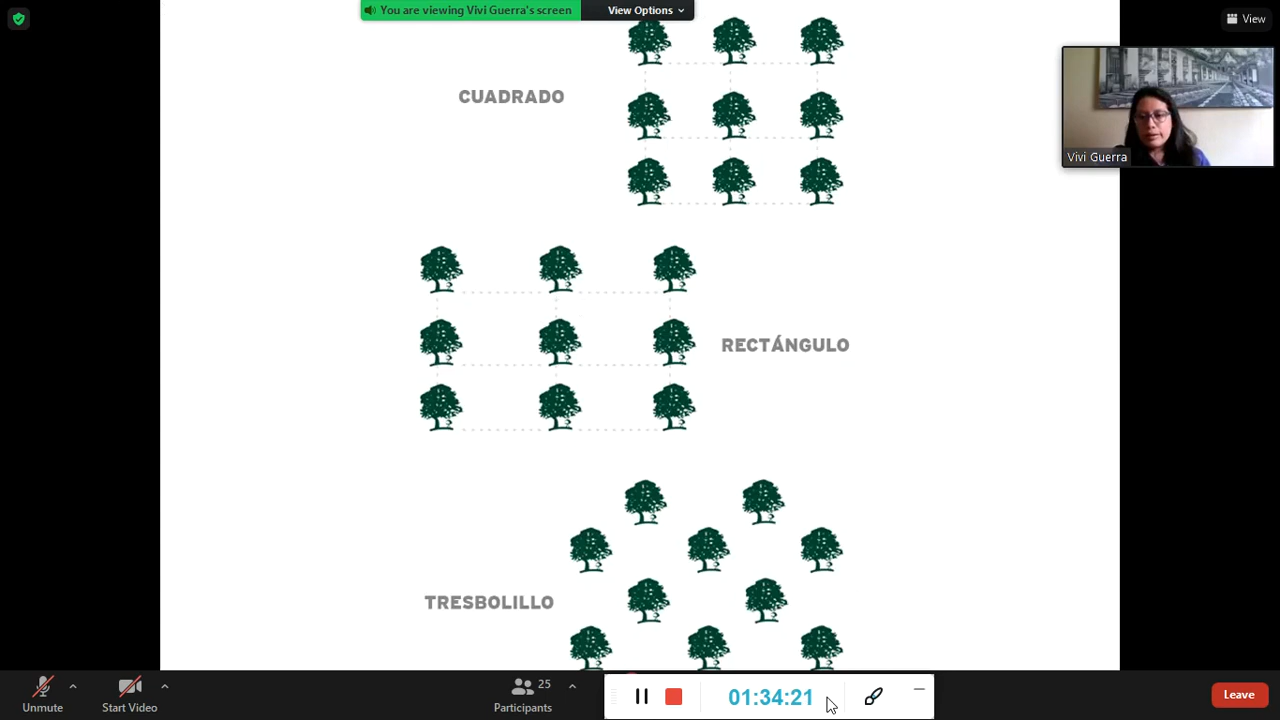 You are viewing Vivi Guerra's screen
View Options
View
CUADRADO
Vivi Guerra
RECTÁNGULO
TRESBOLILLO
Unmute
Start Video
25
Participants
01:34:21
Leave